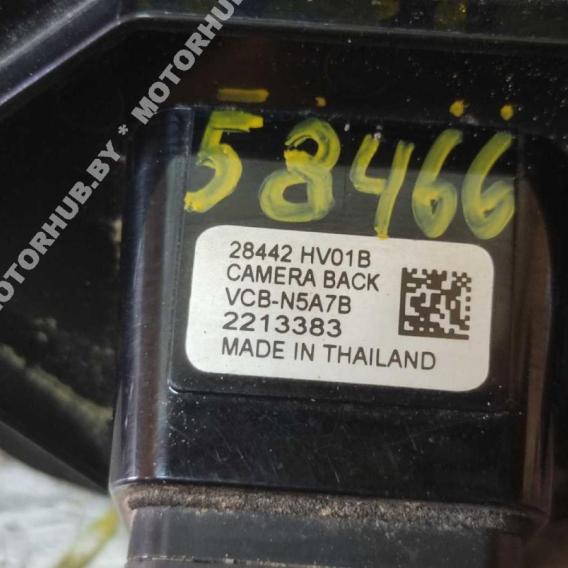 MOTORHUB.BY * MOTORHUB
58466
28442 HV01B
CAMERA BACK
VCB-N5A7B
2213383
MADE IN THAILAND